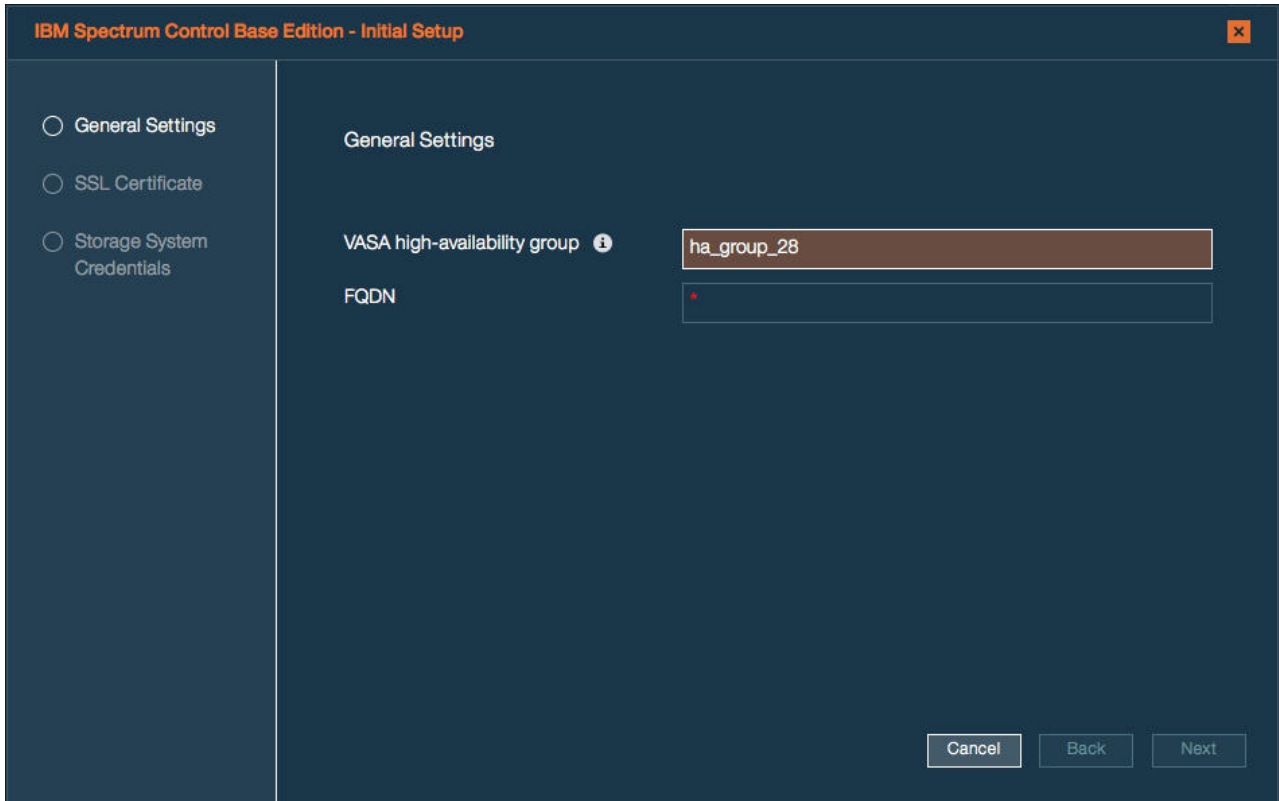 IBM Spectrum Control Base Edition - Initial Setup
General Settings
SSL Certificate
Storage System
Credentials
General Settings
VASA high-availability group
ha_group_28
FQDN
*
Cancel
Back
Next